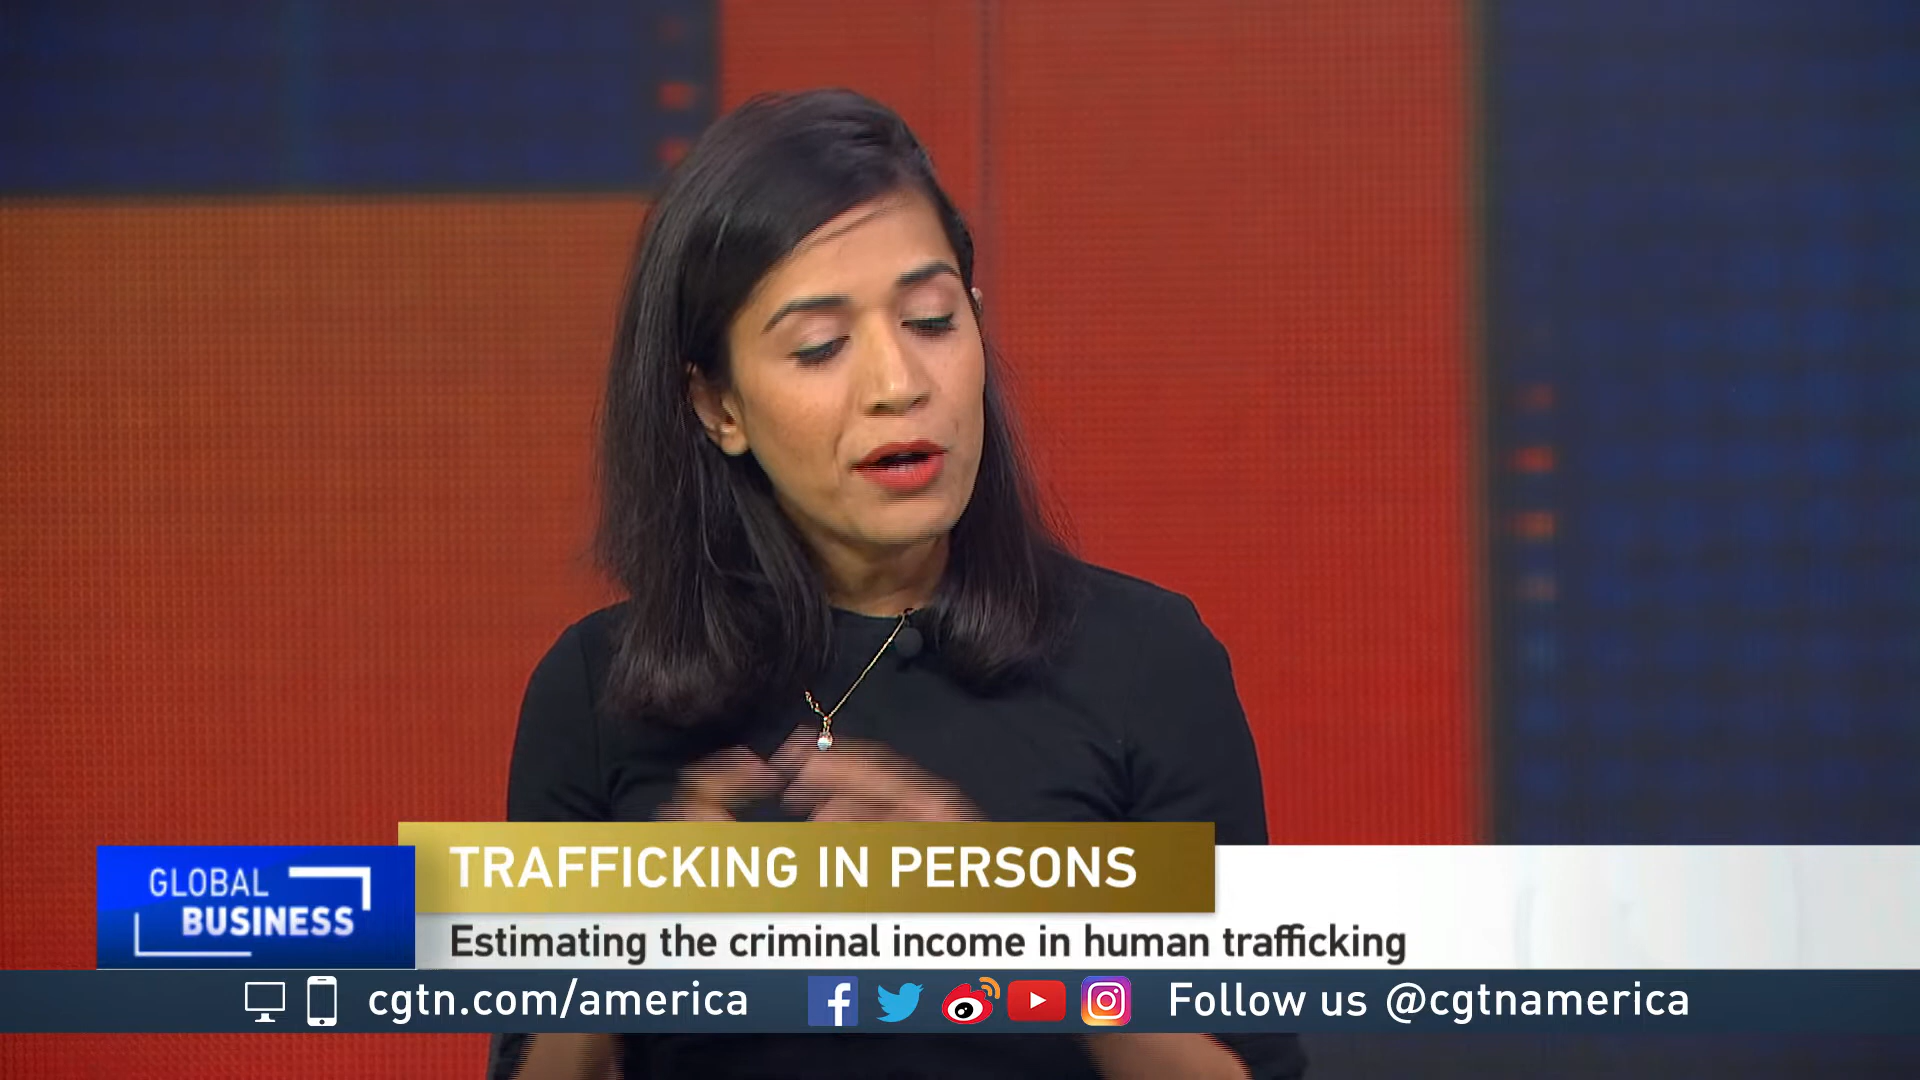 TRAFFICKING IN PERSONS
GLOBAL
BUSINESS
Estimating the criminal income in human trafficking
cgtn.com/america
Follow us @cgtnamerica